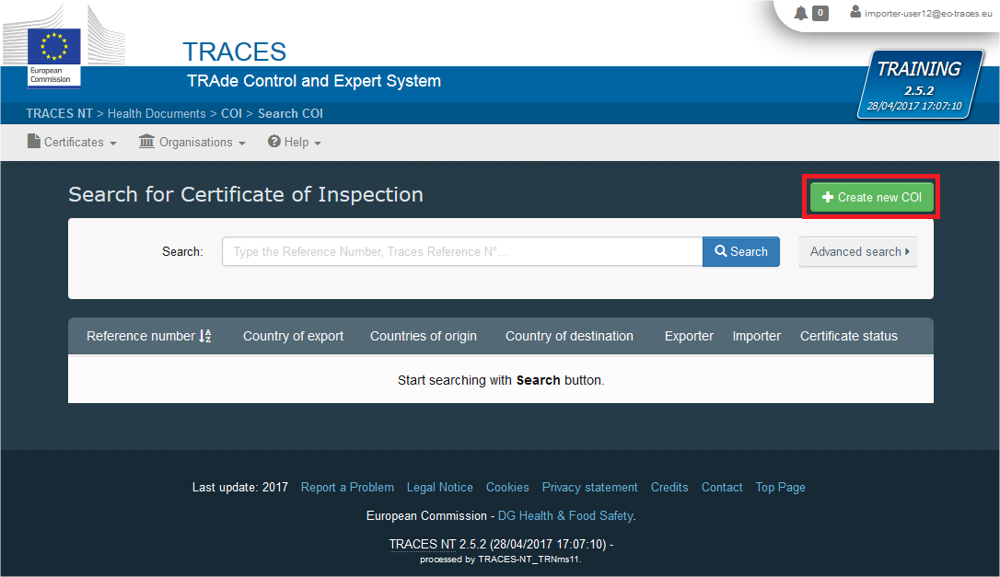 0
importer-user12@ec-traces.eu
European
Commission
TRACES
TRAde Control and Expert System
TRAINING
2.5.2
28/04/2017 17:07:10
TRACES NT > Health Documents > COI > Search COI
Certificates Organisations Help
Search for Certificate of Inspection
Create new COI
Search: Type the Reference Number, Traces Reference N°... Search Advanced search
Reference number Country of export Countries of origin Country of destination Exporter Importer Certificate status
Start searching with Search button.
Last update: 2017 Report a Problem Legal Notice Cookies Privacy statement Credits Contact Top Page
European Commission - DG Health & Food Safety.
TRACES NT 2.5.2 (28/04/2017 17:07:10) -
processed by TRACES-NT_TRNms11.